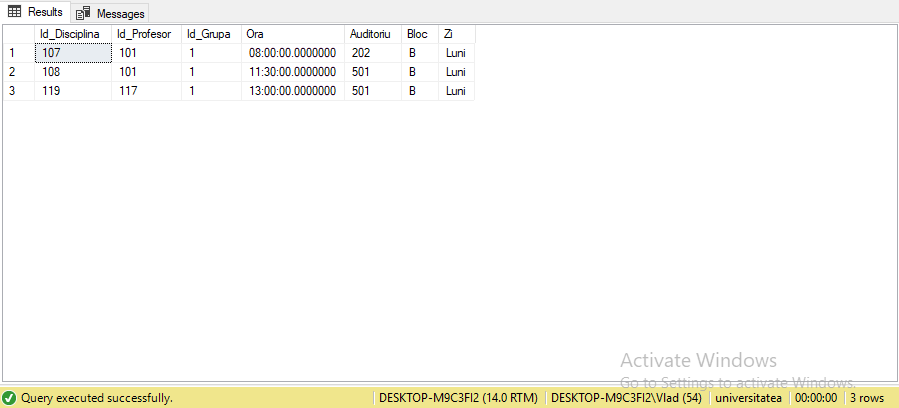 Results Messages
Id_Disciplina Id_Profesor Id_Grupa Ora Auditoriu Bloc Zi
1 107 101 1 08:00:00.0000000 202 B Luni
2 108 101 1 11:30:00.0000000 501 B Luni
3 119 117 1 13:00:00.0000000 501 B Luni
Activate Windows
Go to Settings to activate Windows.
Query executed successfully. DESKTOP-M9C3FI2 (14.0 RTM) DESKTOP-M9C3FI2\Vlad (54) universitatea 00:00:00 3 rows